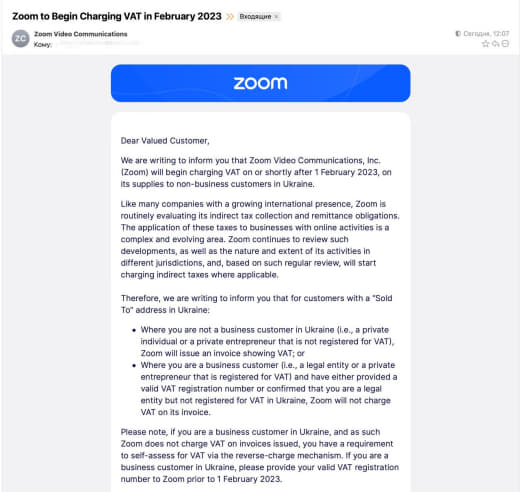 Zoom to Begin Charging VAT in February 2023 Входящие ×
ZC Zoom Video Communications Сегодня, 12:07
Кому:
zoom
Dear Valued Customer,
We are writing to inform you that Zoom Video Communications, Inc.
(Zoom) will begin charging VAT on or shortly after 1 February 2023, on
its supplies to non-business customers in Ukraine.
Like many companies with a growing international presence, Zoom is
routinely evaluating its indirect tax collection and remittance obligations.
The application of these taxes to businesses with online activities is a
complex and evolving area. Zoom continues to review such
developments, as well as the nature and extent of its activities in
different jurisdictions, and, based on such regular review, will start
charging indirect taxes where applicable.
Therefore, we are writing to inform you that for customers with a "Sold
To" address in Ukraine:
• Where you are not a business customer in Ukraine (i.e., a private
individual or a private entrepreneur that is not registered for VAT),
Zoom will issue an invoice showing VAT; or
• Where you are a business customer (i.e., a legal entity or a private
entrepreneur that is registered for VAT) and have either provided a
valid VAT registration number or confirmed that you are a legal
entity but not registered for VAT in Ukraine, Zoom will not charge
VAT on its invoice.
Please note, if you are a business customer in Ukraine, and as such
Zoom does not charge VAT on invoices issued, you have a requirement
to self-assess for VAT via the reverse-charge mechanism. If you are a
business customer in Ukraine, please provide your valid VAT registration
number to Zoom prior to 1 February 2023.